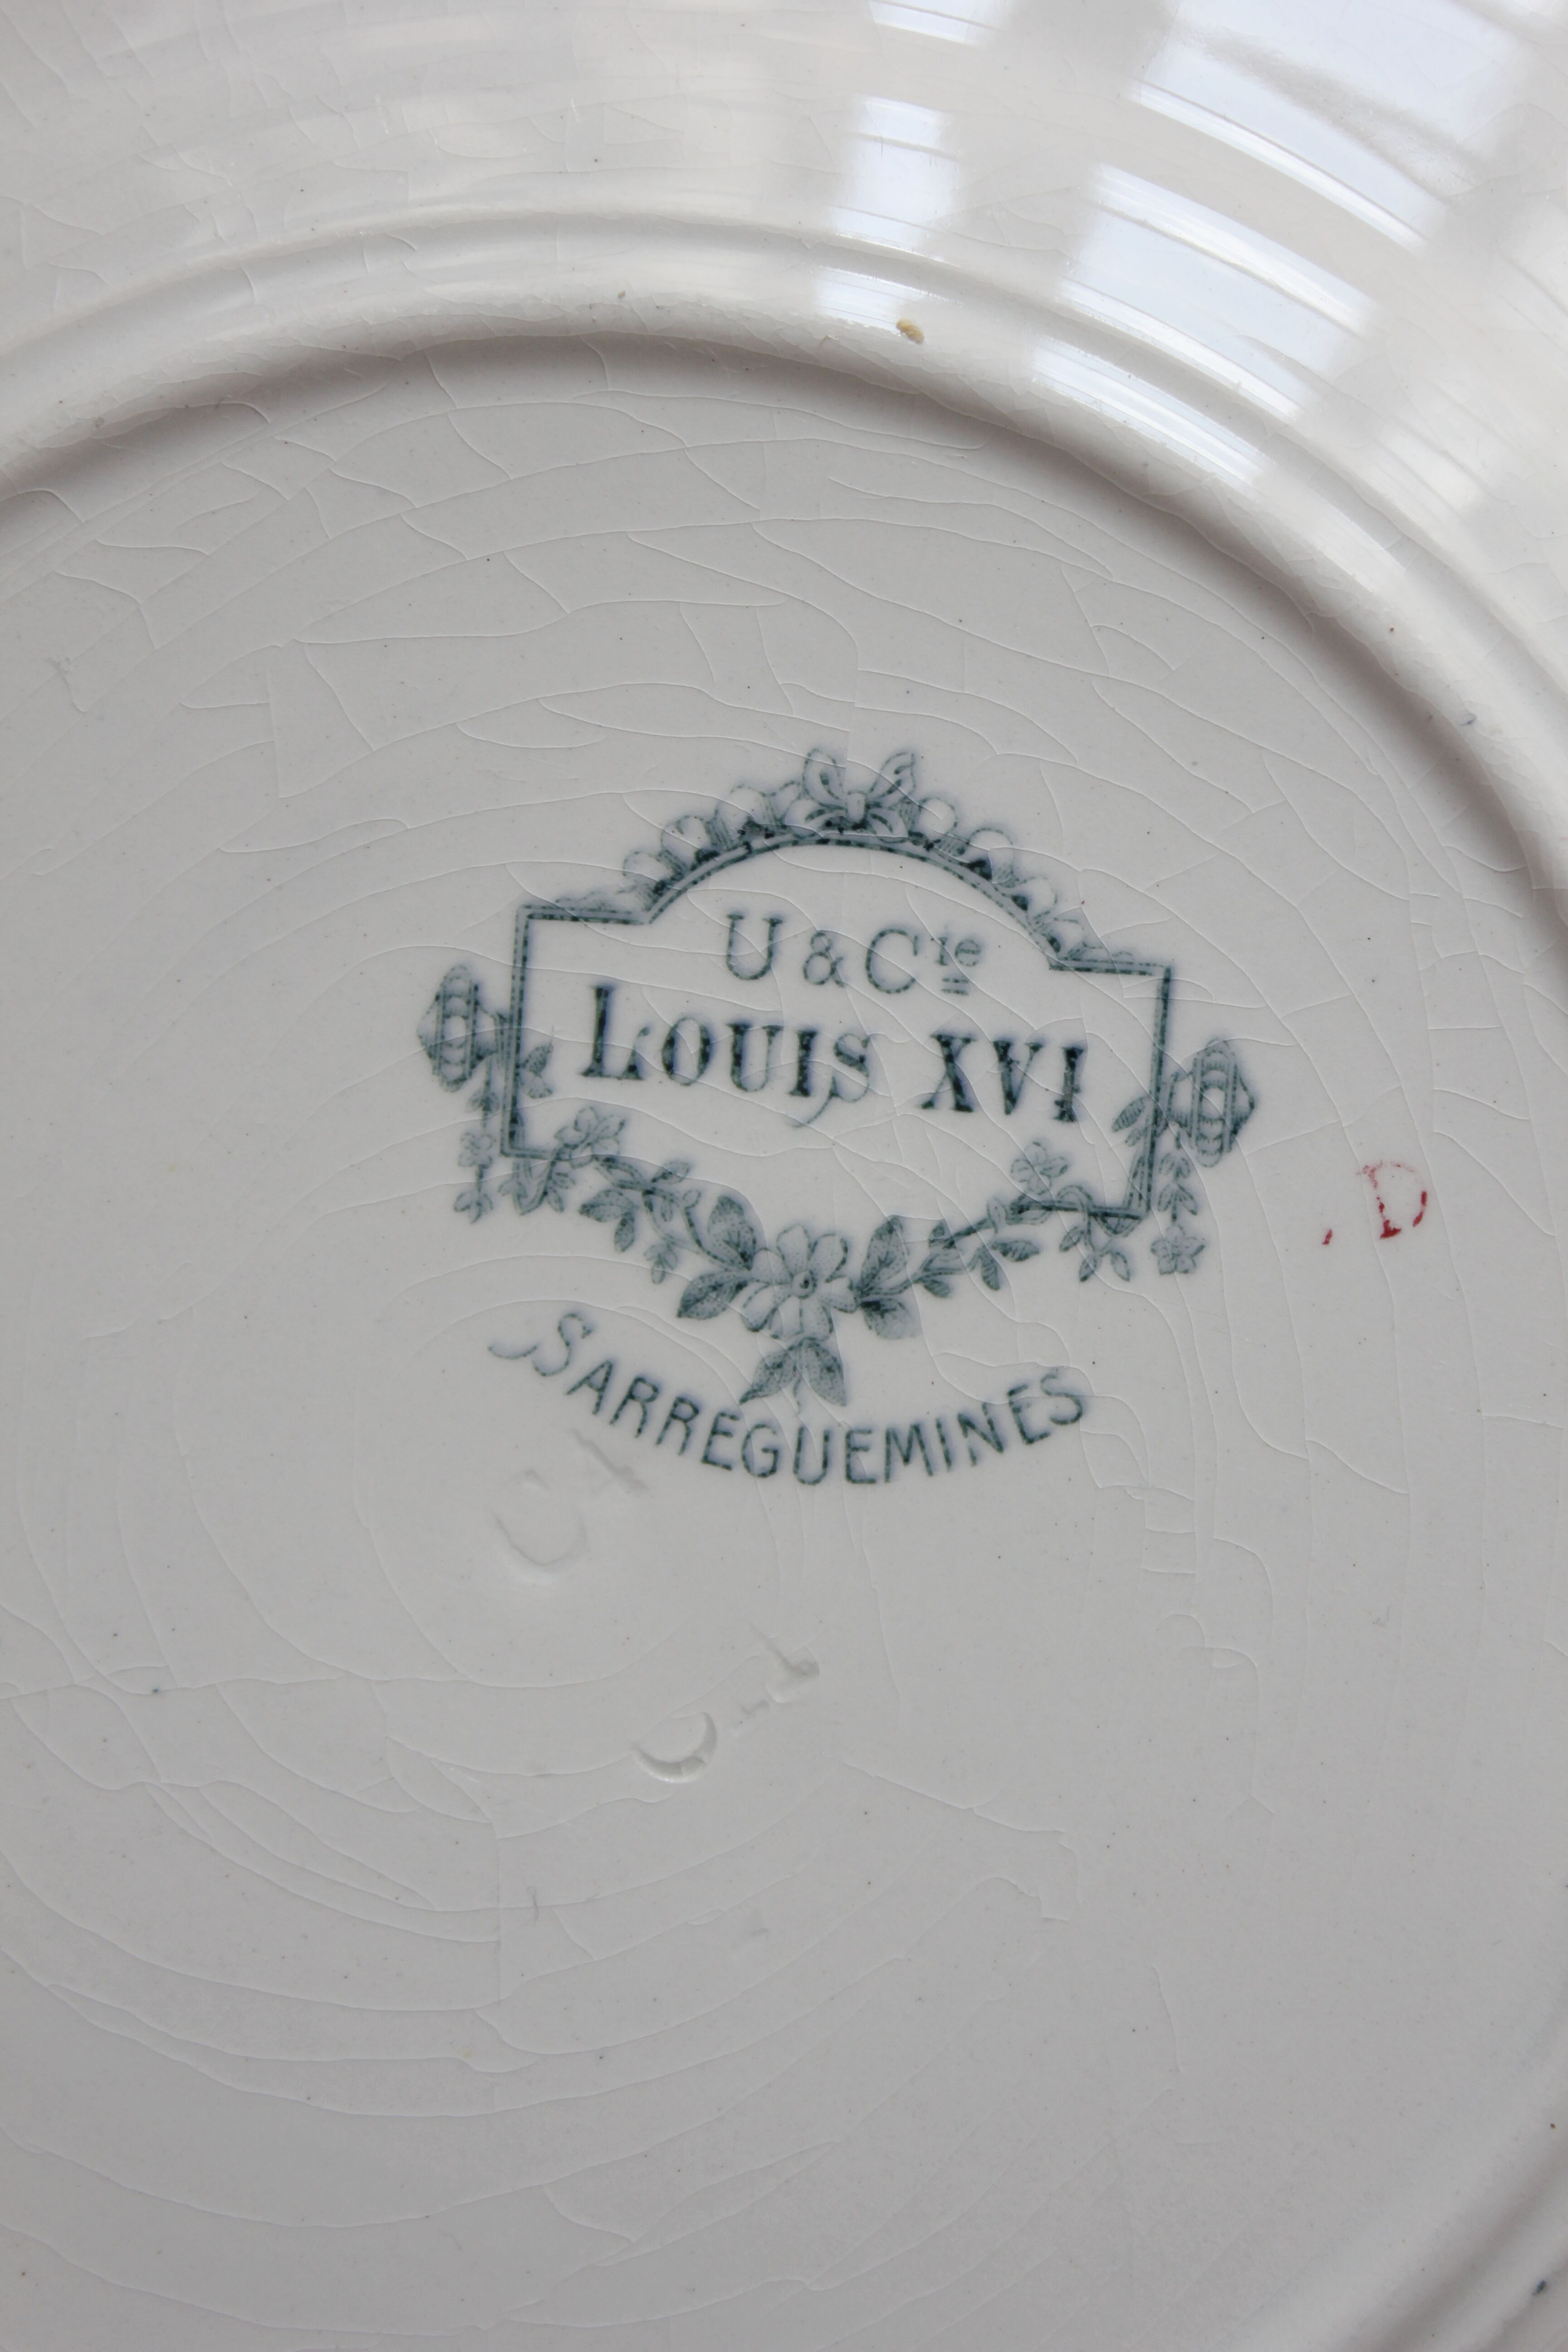 U & Cie
LOUIS XVI
SARREGUEMINES
D